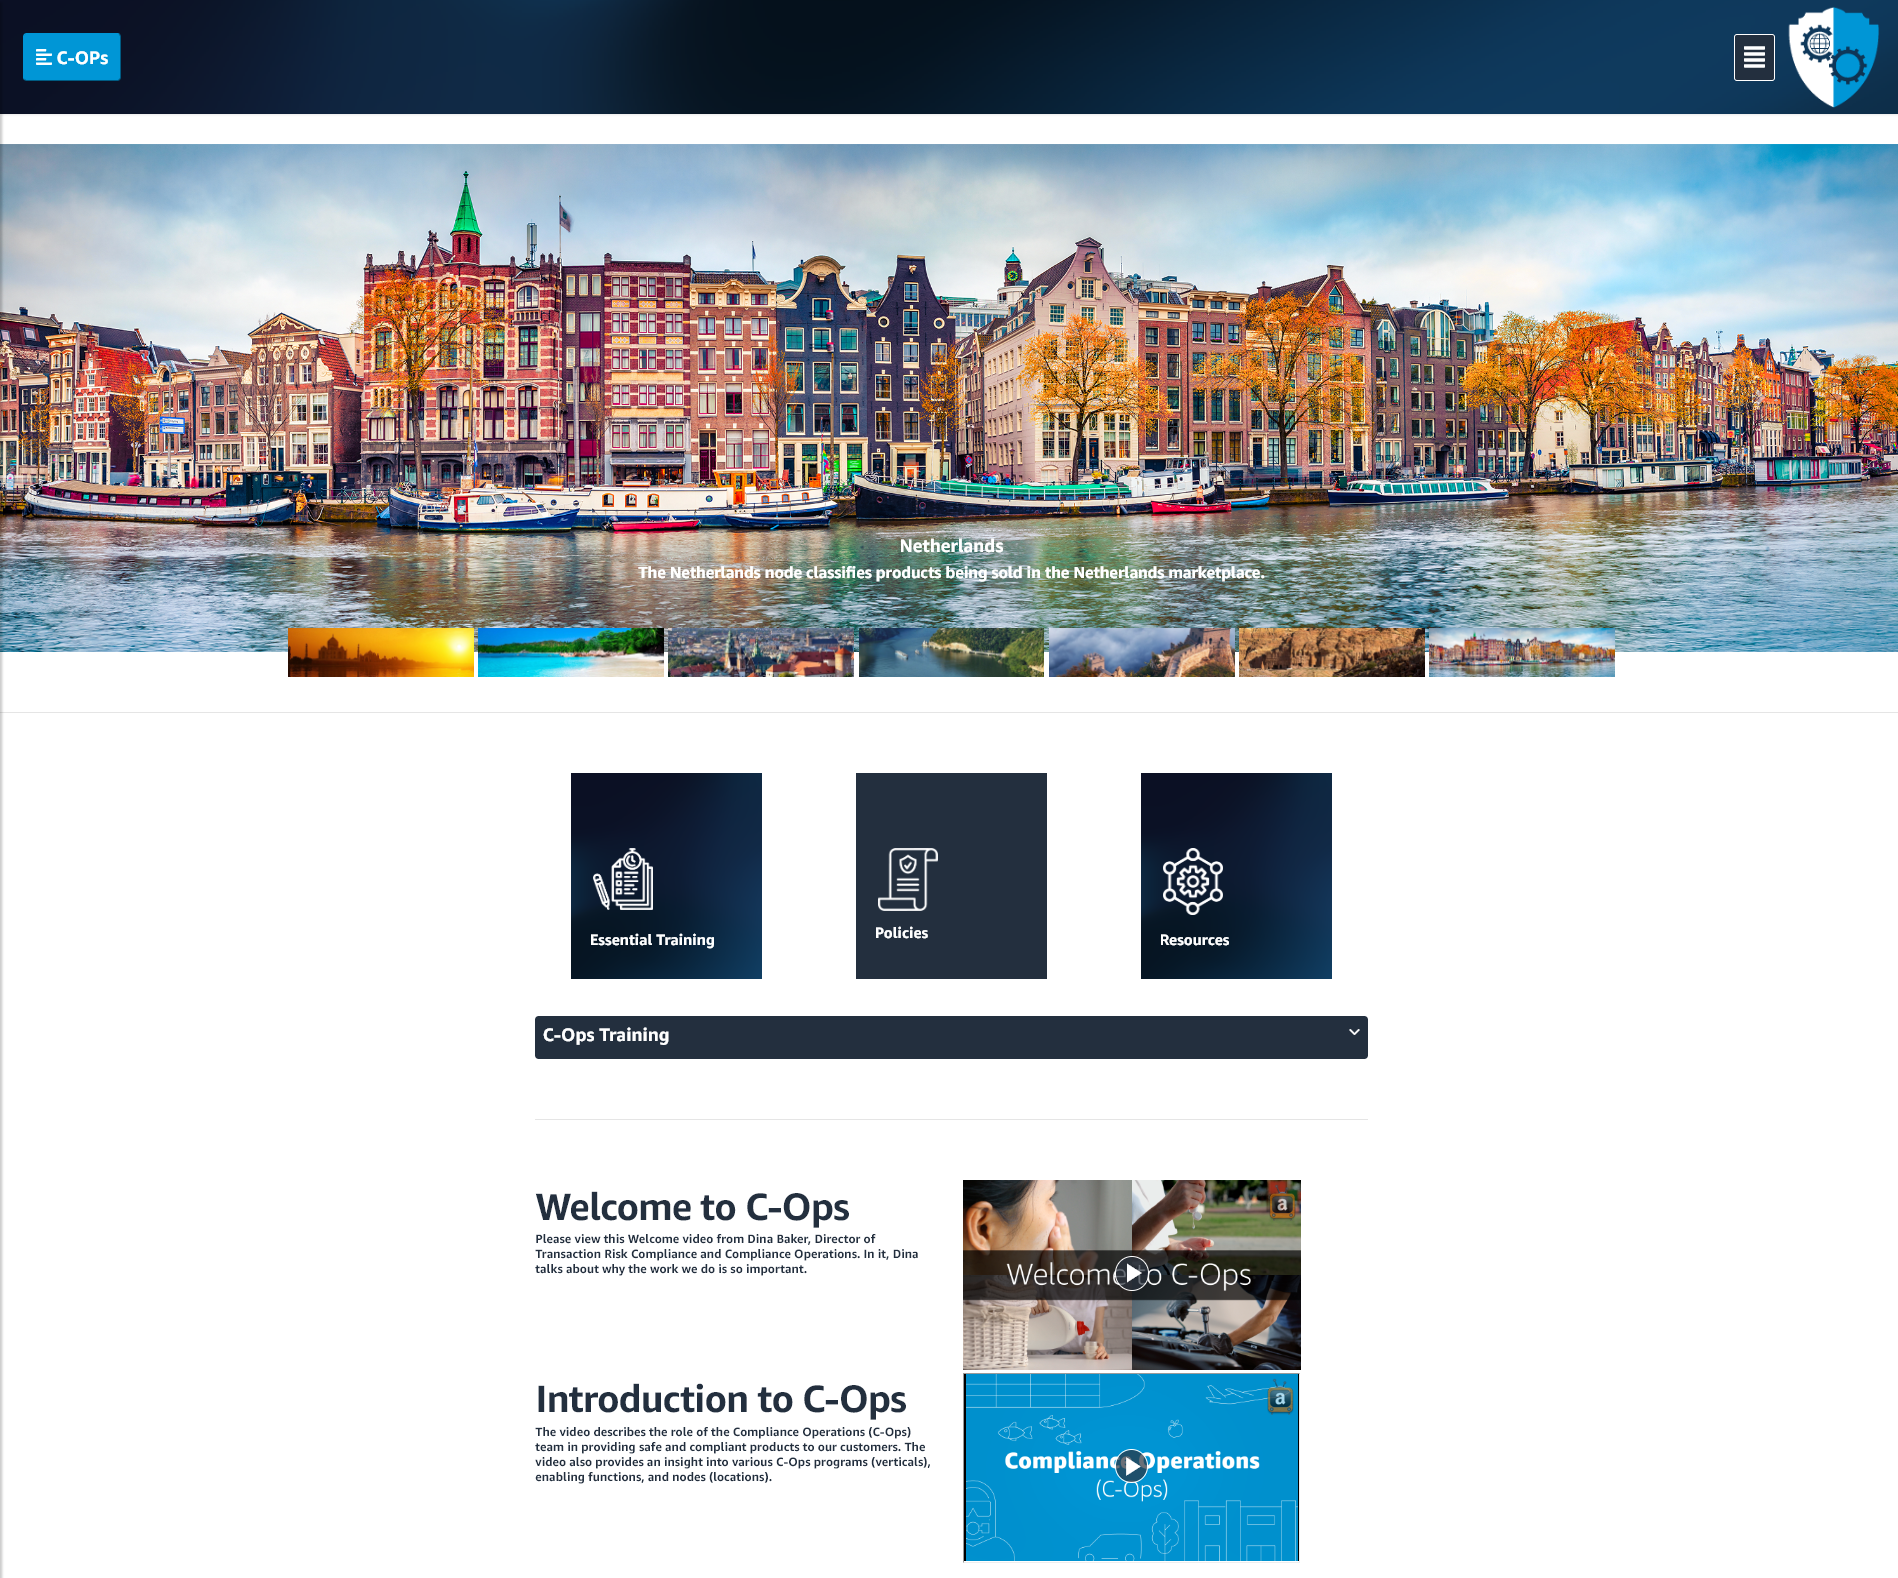 C-OPs
Netherlands
The Netherlands node classifies products being sold in the Netherlands marketplace.
Essential Training
Policies
Resources
C-Ops Training
Welcome to C-Ops
Please view this Welcome video from Dina Baker, Director of
Transaction Risk Compliance and Compliance Operations. In it, Dina
talks about why the work we do is so important.
a
Welcome to C-Ops
Introduction to C-Ops
The video describes the role of the Compliance Operations (C-Ops)
team in providing safe and compliant products to our customers. The
video also provides an insight into various C-Ops programs (verticals),
enabling functions, and nodes (locations).
a
Compliance Operations
(C-Ops)